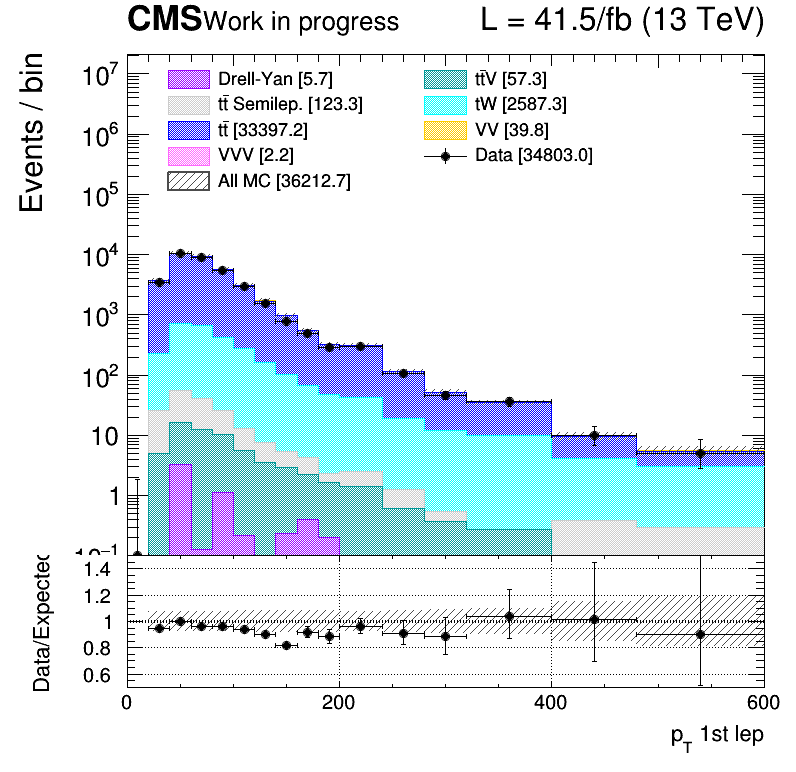 CMS Work in progress L = 41.5/fb (13 TeV)
Events / bin
Drell-Yan [5.7] tt̄V [57.3]
tt̄ Semilep. [123.3] tW [2587.3]
tt̄ [33397.2] VV [39.8]
VVV [2.2] Data [34803.0]
All MC [36212.7]
10⁷
10⁶
10⁵
10⁴
10³
10²
10
1
10⁻¹
Data/Expected
1.4
1.2
1
0.8
0.6
0 200 400 600
p_T 1st lep